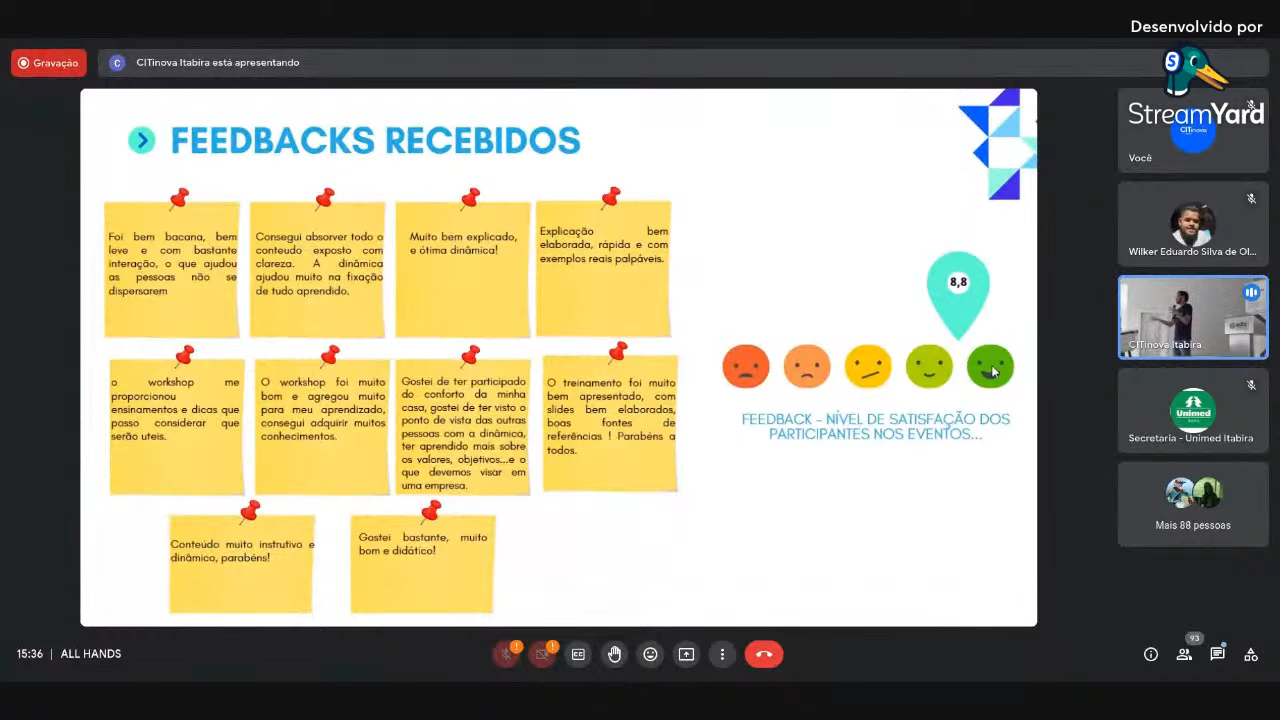 Desenvolvido por
StreamYard
Gravação
C
CITinova Itabira está apresentando
FEEDBACKS RECEBIDOS
Foi bem bacana, bem
leve e com bastante
interação, o que ajudou
as pessoas não se
dispersarem
Consegui absorver todo o
conteudo exposto com
clareza. A dinâmica
ajudou muito na fixação
de tudo aprendido.
Muito bem explicado,
e ótima dinâmica!
Explicação bem
elaborada, rápida e com
exemplos reais palpáveis.
o workshop me
proporcionou
ensinamentos e dicas que
posso considerar que
serão uteis.
O workshop foi muito
bom e agregou muito
para meu aprendizado,
consegui adquirir muitos
conhecimentos.
Gostei de ter participado
do conforto da minha
casa, gostei de ter visto o
ponto de vista das outras
pessoas com a dinâmica,
ter aprendido mais sobre
os valores, objetivos...e o
que devemos visar em
uma empresa.
O treinamento foi muito
bem apresentado, com
slides bem elaborados,
boas fontes de
referências ! Parabéns a
todos.
Conteúdo muito instrutivo e
dinâmico, parabéns!
Gostei bastante, muito
bom e didático!
8,8
FEEDBACK - NÍVEL DE SATISFAÇÃO DOS
PARTICIPANTES NOS EVENTOS...
CITinova
Você
Wilker Eduardo Silva de Ol...
CITinova Itabira
Unimed
Secretaria - Unimed Itabira
Mais 88 pessoas
15:36 | ALL HANDS
CC
93